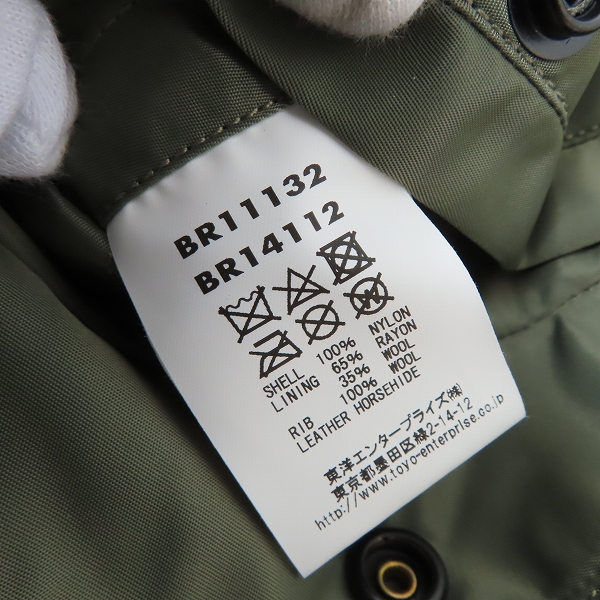 BR11132
BR14112
SHELL 100% NYLON
LINING 65% RAYON
35% WOOL
RIB 100% WOOL
LEATHER HORSEHIDE
東洋エンタープライズ㈱
東京都墨田区緑2-14-12
http://www.toyo-enterprise.co.jp